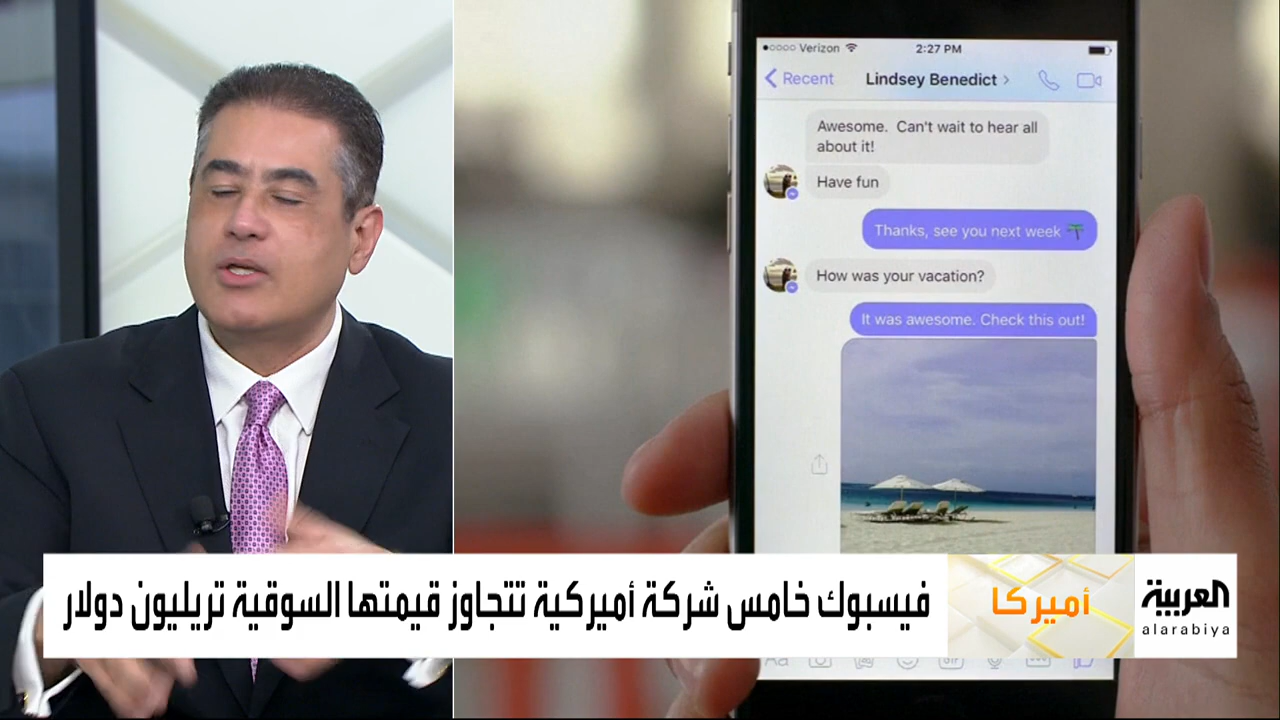 Verizon 2:27 PM
Recent Lindsey Benedict
Awesome. Can't wait to hear all
about it!
Have fun
Thanks, see you next week
How was your vacation?
It was awesome. Check this out!
العربية
alarabiya
أميركا
فيسبوك خامس شركة أميركية تتجاوز قيمتها السوقية تريليون دولار
Aa GIF